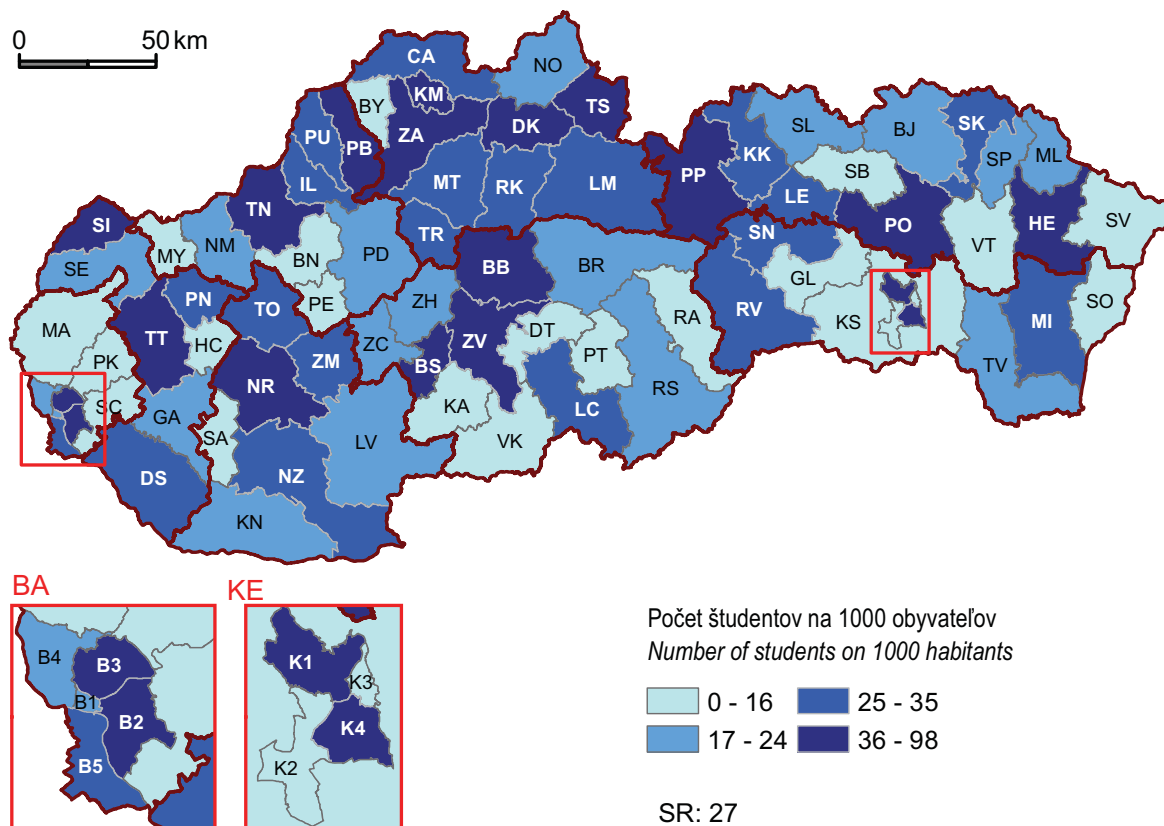 0 50 km
CA
NO
BY
KM
TS
PU
PB
ZA
DK
SL
BJ
SK
KK
SP
ML
IL
MT
RK
LM
PP
SB
LE
TN
PO
SI
MY
NM
TR
SN
VT
HE
SV
SE
BN
PD
BB
BR
GL
PN
TO
PE
ZH
RA
RV
KS
SO
MA
TT
HC
ZM
ZC
ZV
DT
PT
MI
PK
BS
TV
SC
NR
RS
GA
SA
KA
LC
LV
VK
DS
NZ
KN
BA
B4
B3
B1
B2
B5
KE
K1
K3
K4
K2
Počet študentov na 1000 obyvateľov
Number of students on 1000 habitants
0 - 16
25 - 35
17 - 24
36 - 98
SR: 27